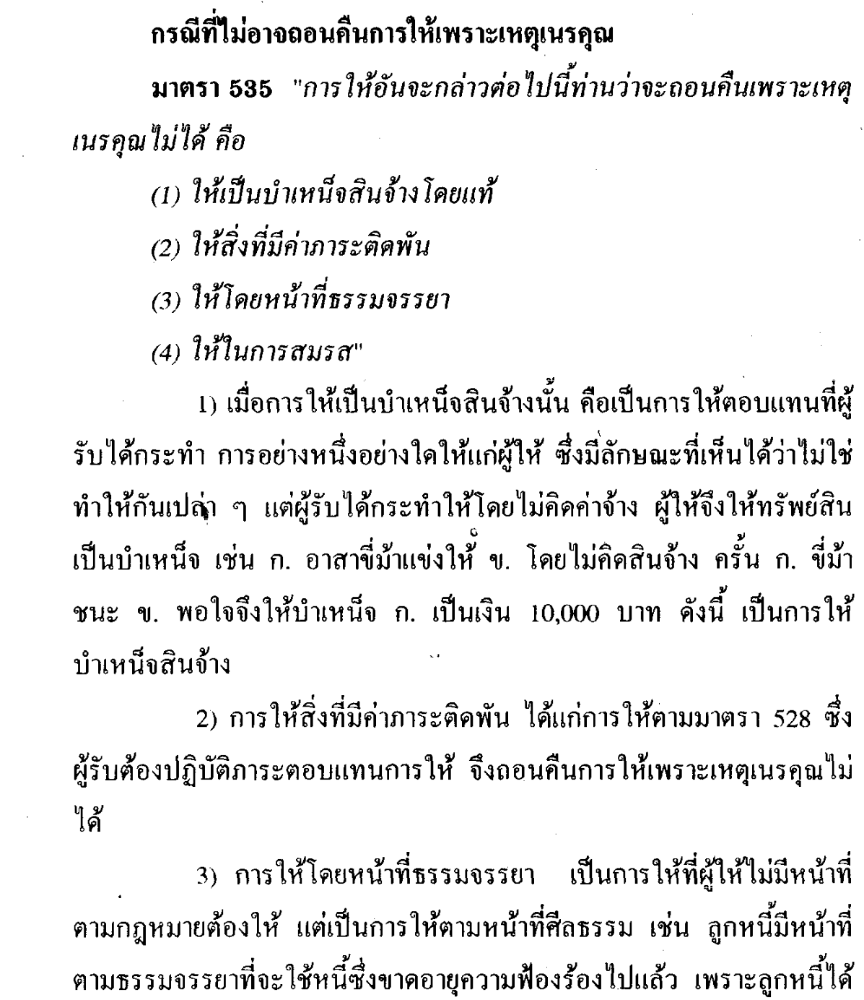 กรณีที่ไม่อาจถอนคืนการให้เพราะเหตุเนรคุณ
มาตรา 535 "การให้อันจะกล่าวต่อไปนี้ท่านว่าจะถอนคืนเพราะเหตุ
เนรคุณไม่ได้ คือ
(1) ให้เป็นบำเหน็จสินจ้างโดยแท้
(2) ให้สิ่งที่มีค่าภาระติดพัน
(3) ให้โดยหน้าที่ธรรมจรรยา
(4) ให้ในการสมรส"
1) เมื่อการให้เป็นบำเหน็จสินจ้างนั้น คือเป็นการให้ตอบแทนที่ผู้
รับได้กระทำ การอย่างหนึ่งอย่างใดให้แก่ผู้ให้ ซึ่งมีลักษณะที่เห็นได้ว่าไม่ใช่
ทำให้กันเปล่า ๆ แต่ผู้รับได้กระทำให้โดยไม่คิดค่าจ้าง ผู้ให้จึงให้ทรัพย์สิน
เป็นบำเหน็จ เช่น ก. อาสาขี่ม้าแข่งให้ ข. โดยไม่คิดสินจ้าง ครั้น ก. ขี่ม้า
ชนะ ข. พอใจจึงให้บำเหน็จ ก. เป็นเงิน 10,000 บาท ดังนี้ เป็นการให้
บำเหน็จสินจ้าง
2) การให้สิ่งที่มีค่าภาระติดพัน ได้แก่การให้ตามมาตรา 528 ซึ่ง
ผู้รับต้องปฏิบัติภาระตอบแทนการให้ จึงถอนคืนการให้เพราะเหตุเนรคุณไม่
ได้
3) การให้โดยหน้าที่ธรรมจรรยา เป็นการให้ที่ผู้ให้ไม่มีหน้าที่
ตามกฎหมายต้องให้ แต่เป็นการให้ตามหน้าที่ศีลธรรม เช่น ลูกหนี้มีหน้าที่
ตามธรรมจรรยาที่จะใช้หนี้ซึ่งขาดอายุความฟ้องร้องไปแล้ว เพราะลูกหนี้ได้